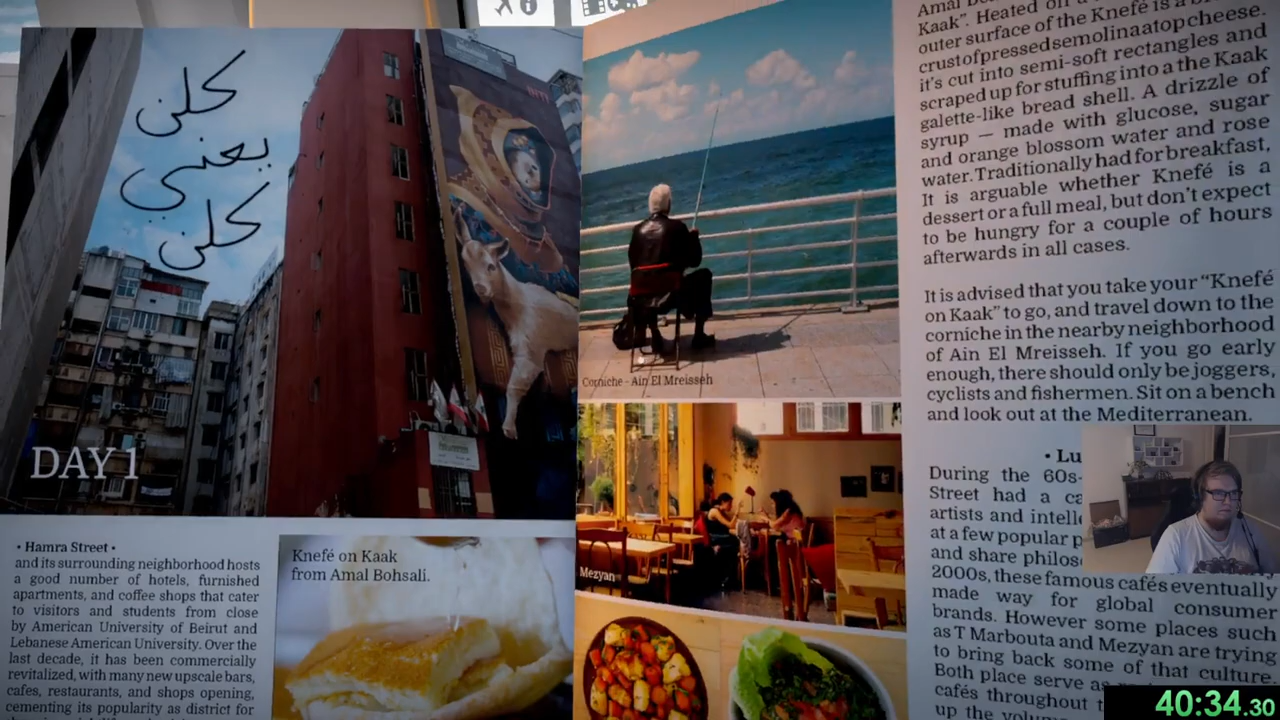 كلن
يعني
كلن
DAY 1
• Hamra Street •
and its surrounding neighborhood hosts
a good number of hotels, furnished
apartments, and coffee shops that cater
to visitors and students from close
by American University of Beirut and
Lebanese American University. Over the
last decade, it has been commercially
revitalized, with many new upscale bars,
cafes, restaurants, and shops opening,
cementing its popularity as district for
Knefé on Kaak
from Amal Bohsali.
Corniche - Ain El Mreisseh
Mezyan
Kaak". Heated
outer surface of the Knefé is a
crust of pressed semolina atop cheese.
it's cut into semi-soft rectangles and
scraped up for stuffing into a the Kaak
galette-like bread shell. A drizzle of
syrup — made with glucose, sugar
and orange blossom water and rose
water. Traditionally had for breakfast,
It is arguable whether Knefé is a
dessert or a full meal, but don't expect
to be hungry for a couple of hours
afterwards in all cases.
It is advised that you take your "Knefé
on Kaak" to go, and travel down to the
corniche in the nearby neighborhood
of Ain El Mreisseh. If you go early
enough, there should only be joggers,
cyclists and fishermen. Sit on a bench
and look out at the Mediterranean.
• Lu
During the 60s-
Street had a ca
artists and intelle
at a few popular p
and share philoso
2000s, these famous cafés eventually
made way for global consumer
brands. However some places such
as T Marbouta and Mezyan are trying
to bring back some of that culture.
Both place serve as
cafés throughout t
up the volume
40:34.30